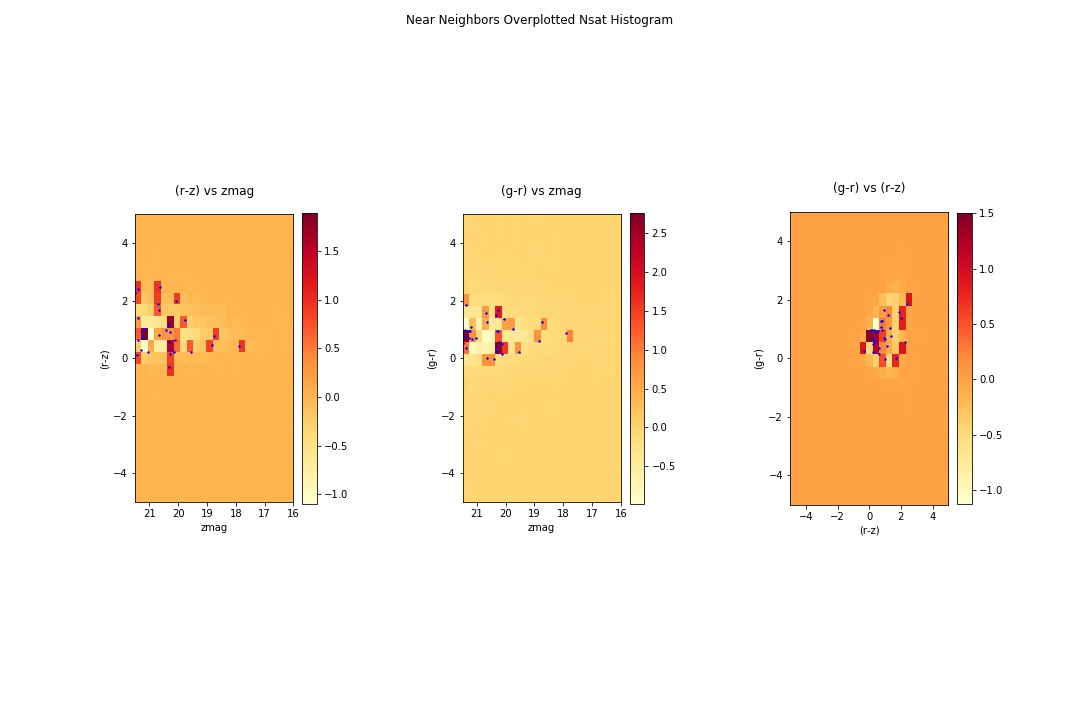 Near Neighbors Overplotted Nsat Histogram
(r-z) vs zmag
(g-r) vs zmag
(g-r) vs (r-z)
(r-z)
4
2
0
−2
−4
21 20 19 18 17 16
zmag
1.5
1.0
0.5
0.0
−0.5
−1.0
(g-r)
4
2
0
−2
−4
21 20 19 18 17 16
zmag
2.5
2.0
1.5
1.0
0.5
0.0
−0.5
(g-r)
4
2
0
−2
−4
−4 −2 0 2 4
(r-z)
1.5
1.0
0.5
0.0
−0.5
−1.0